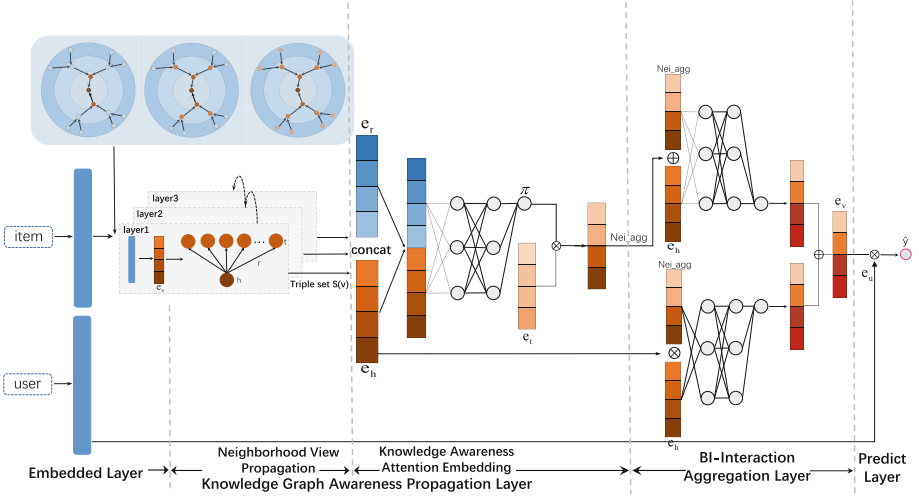 item
user
layer3
layer2
layer1
e
t
r
h
Triple set S(v)
e_r
concat
e_h
π
e_t
Nei_agg
Nei_agg
e_h
Nei_agg
e_h
e_v
e_u
ŷ
Embedded Layer
Neighborhood View
Propagation
Knowledge Awareness
Attention Embedding
Knowledge Graph Awareness Propagation Layer
BI-Interaction
Aggregation Layer
Predict
Layer